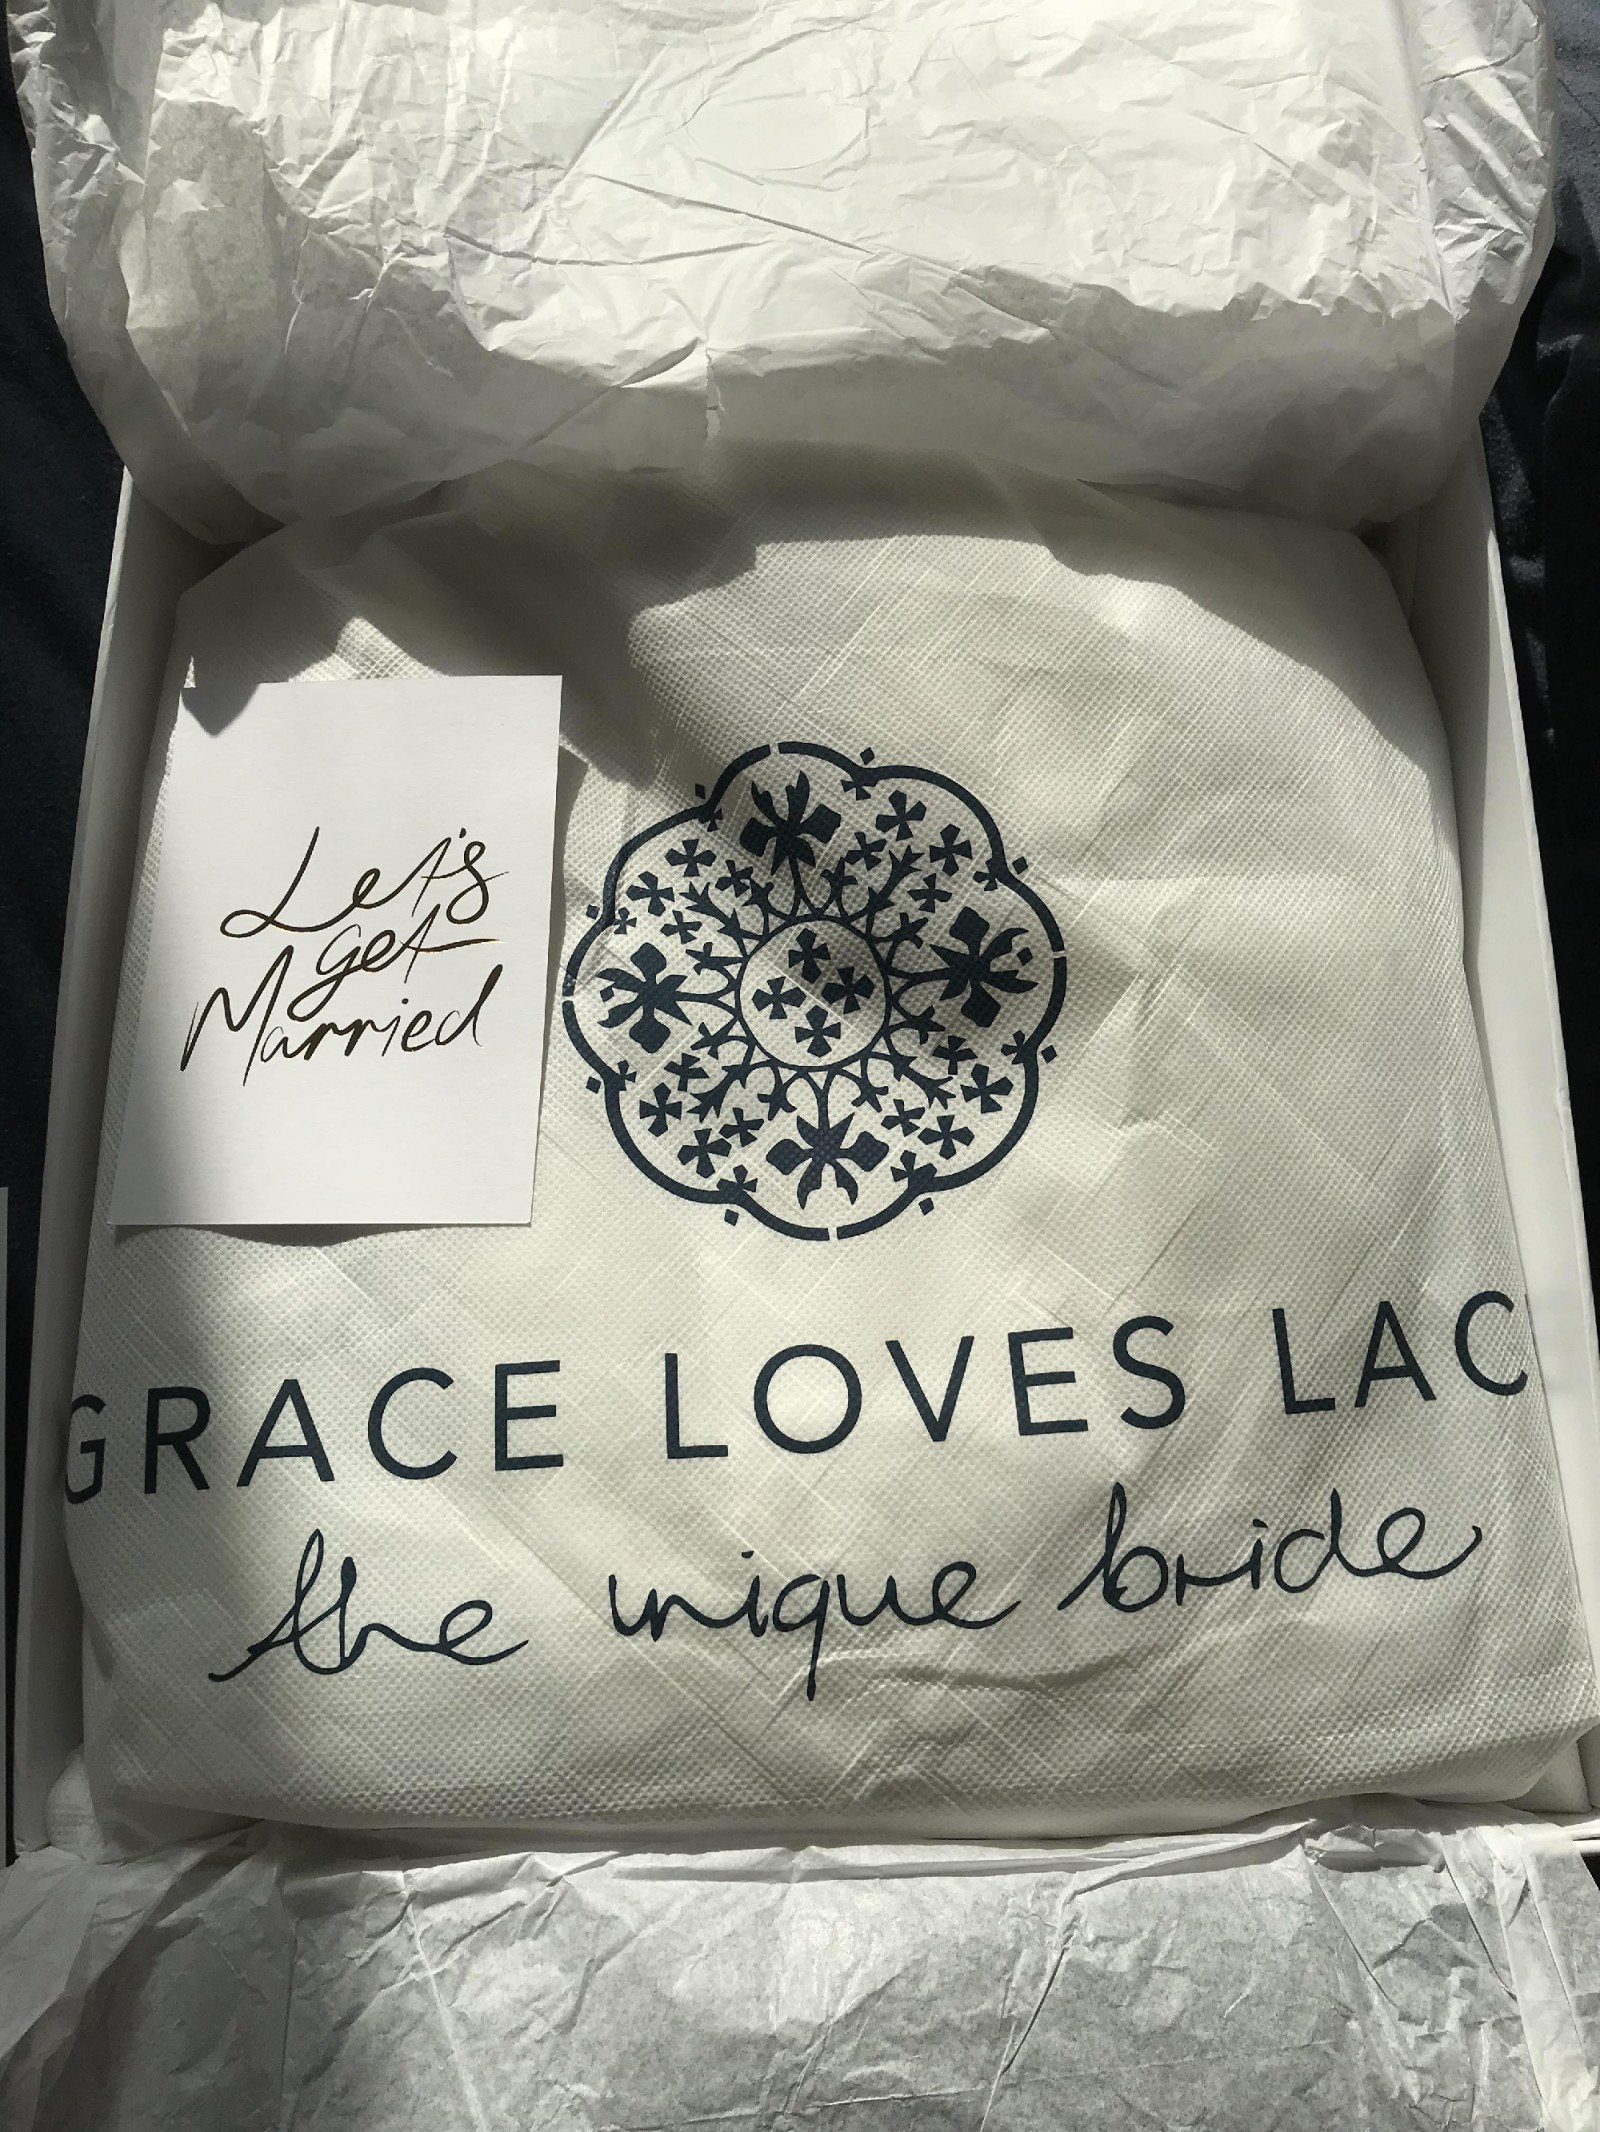 Let's
get
Married
GRACE LOVES LAC
the unique bride